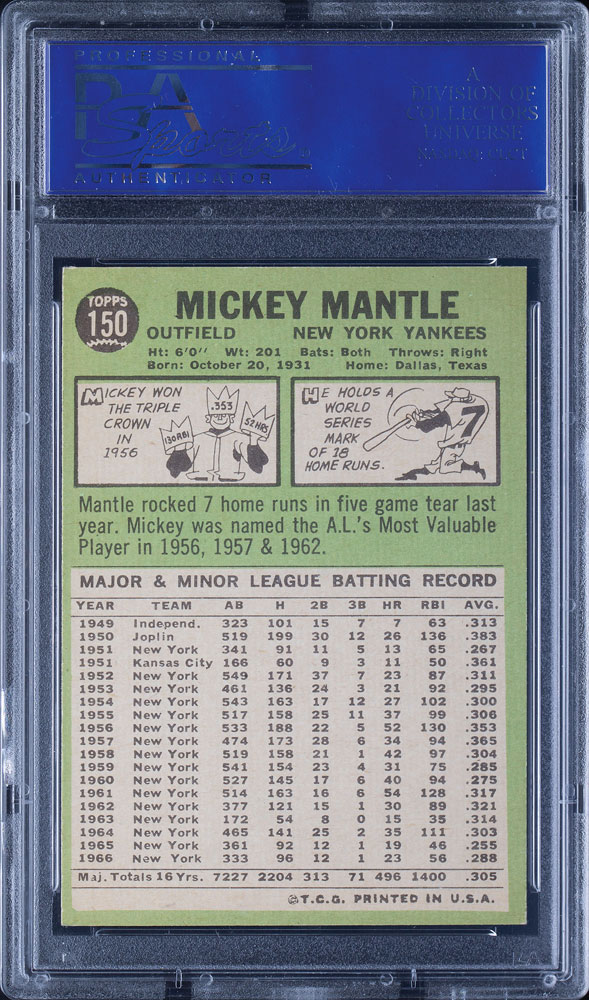 PROFESSIONAL
PSA
Sports
AUTHENTICATOR
A
DIVISION OF
COLLECTORS
UNIVERSE
NASDAQ: CLCT
TOPPS
150
MICKEY MANTLE
OUTFIELD NEW YORK YANKEES
Ht: 6'0" Wt: 201 Bats: Both Throws: Right
Born: October 20, 1931 Home: Dallas, Texas
MICKEY WON
THE TRIPLE
CROWN
IN
1956
.353
130 RBI
52 HRS
HE HOLDS A
WORLD
SERIES
MARK
OF 18
HOME RUNS.
7
Mantle rocked 7 home runs in five game tear last
year. Mickey was named the A.L.'s Most Valuable
Player in 1956, 1957 & 1962.
MAJOR & MINOR LEAGUE BATTING RECORD
YEAR TEAM AB H 2B 3B HR RBI AVG.
1949 Independ. 323 101 15 7 7 63 .313
1950 Joplin 519 199 30 12 26 136 .383
1951 New York 341 91 11 5 13 65 .267
1951 Kansas City 166 60 9 3 11 50 .361
1952 New York 549 171 37 7 23 87 .311
1953 New York 461 136 24 3 21 92 .295
1954 New York 543 163 17 12 27 102 .300
1955 New York 517 158 25 11 37 99 .306
1956 New York 533 188 22 5 52 130 .353
1957 New York 474 173 28 6 34 94 .365
1958 New York 519 158 21 1 42 97 .304
1959 New York 541 154 23 4 31 75 .285
1960 New York 527 145 17 6 40 94 .275
1961 New York 514 163 16 6 54 128 .317
1962 New York 377 121 15 1 30 89 .321
1963 New York 172 54 8 0 15 35 .314
1964 New York 465 141 25 2 35 111 .303
1965 New York 361 92 12 1 19 46 .255
1966 New York 333 96 12 1 23 56 .288
Maj. Totals 16 Yrs. 7227 2204 313 71 496 1400 .305
©T.C.G. PRINTED IN U.S.A.